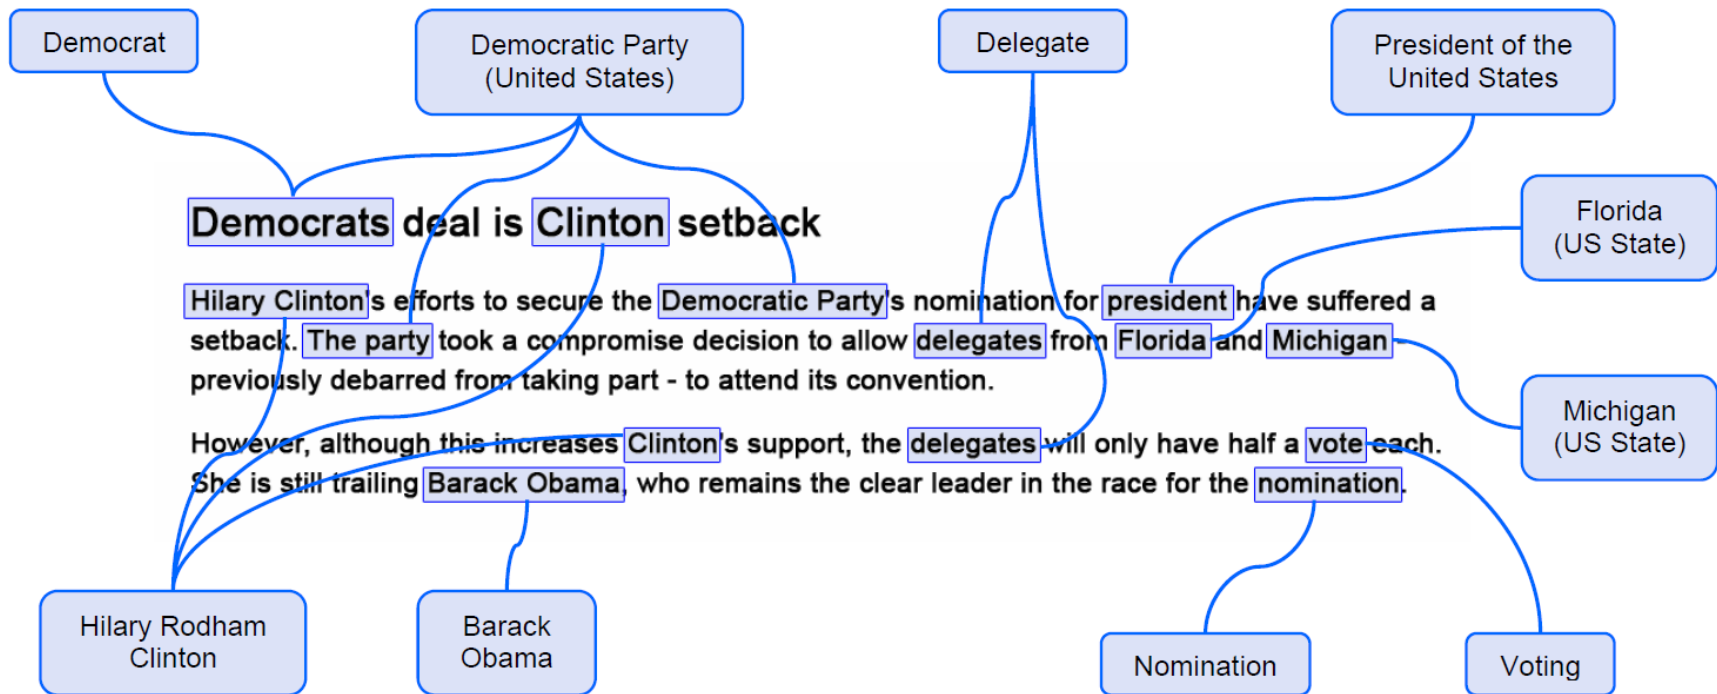 Democrat
Democratic Party
(United States)
Delegate
President of the
United States
Florida
(US State)
Democrats deal is Clinton setback
Hilary Clinton's efforts to secure the Democratic Party's nomination for president have suffered a
setback. The party took a compromise decision to allow delegates from Florida and Michigan -
previously debarred from taking part - to attend its convention.
Michigan
(US State)
However, although this increases Clinton's support, the delegates will only have half a vote each.
She is still trailing Barack Obama, who remains the clear leader in the race for the nomination.
Hilary Rodham
Clinton
Barack
Obama
Nomination
Voting